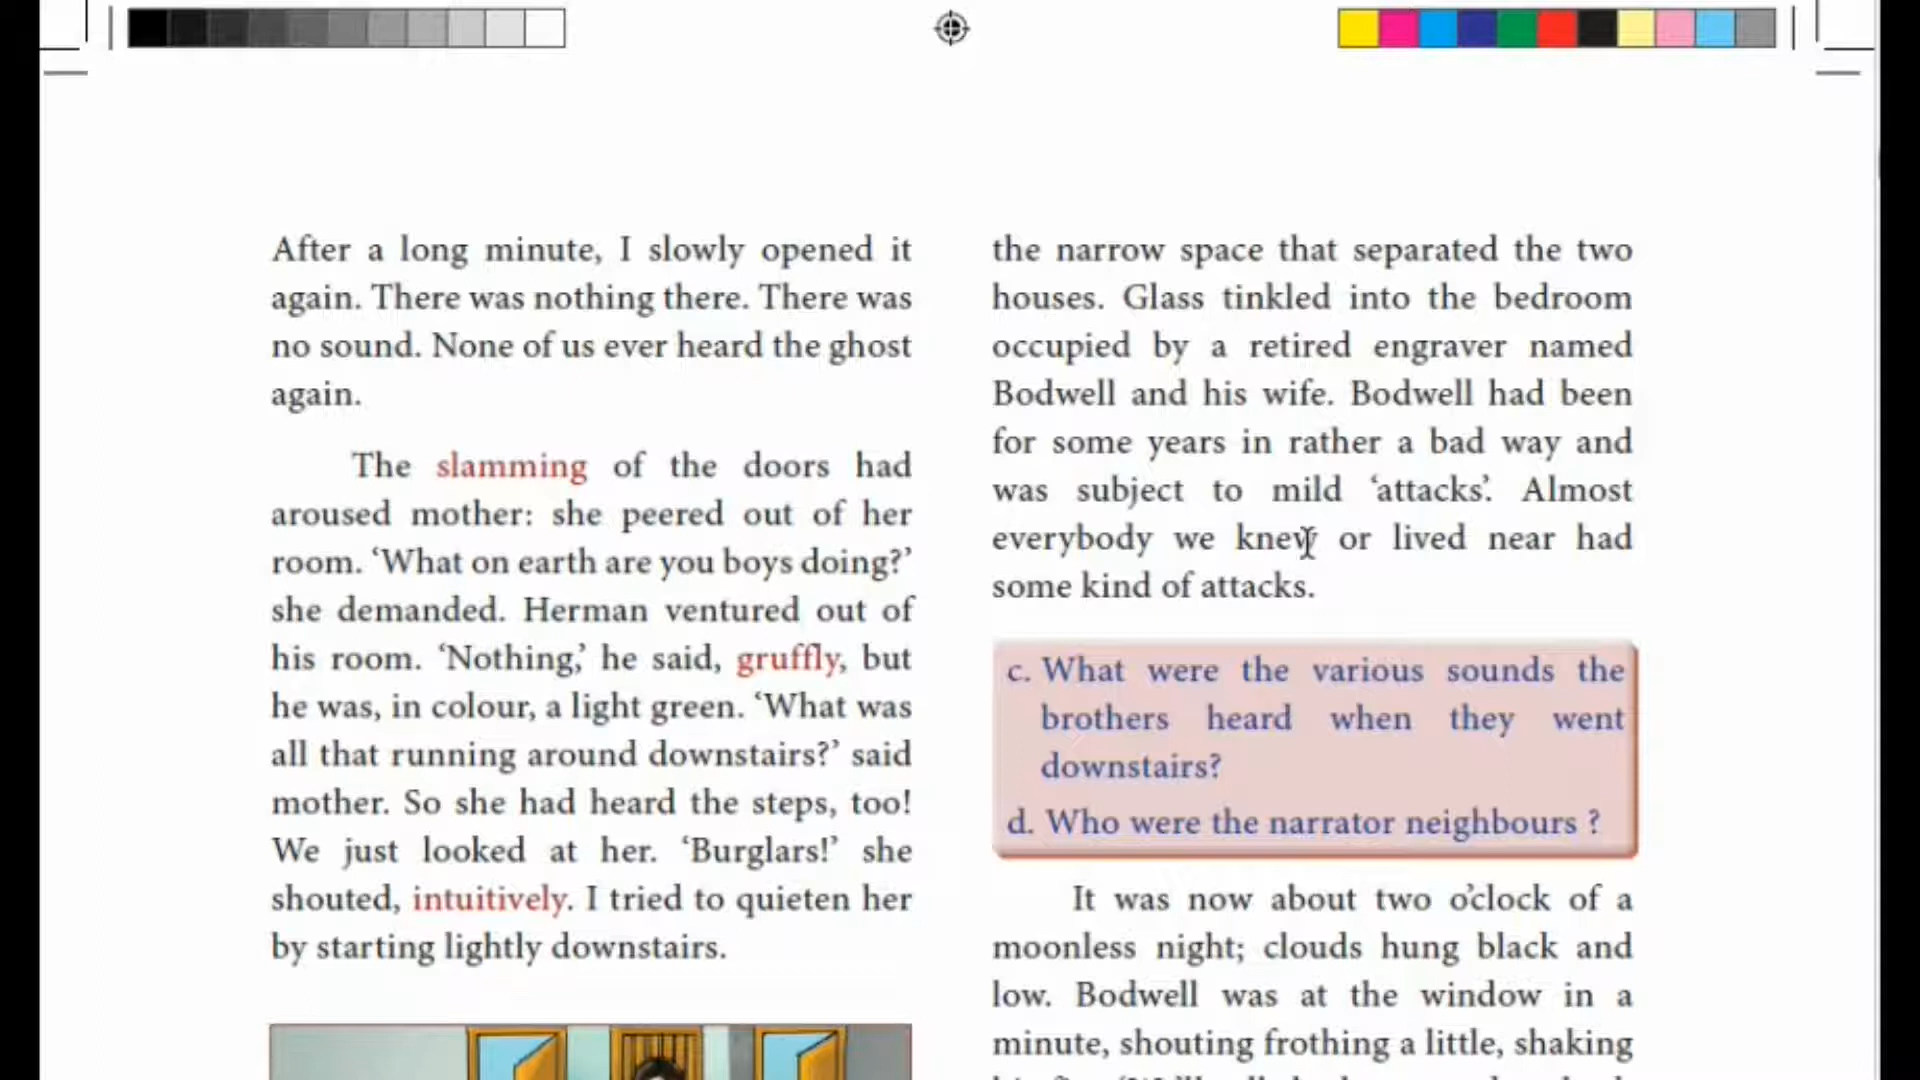 After a long minute, I slowly opened it
again. There was nothing there. There was
no sound. None of us ever heard the ghost
again.
The slamming of the doors had
aroused mother: she peered out of her
room. ‘What on earth are you boys doing?’
she demanded. Herman ventured out of
his room. ‘Nothing,’ he said, gruffly, but
he was, in colour, a light green. ‘What was
all that running around downstairs?’ said
mother. So she had heard the steps, too!
We just looked at her. ‘Burglars!’ she
shouted, intuitively. I tried to quieten her
by starting lightly downstairs.
the narrow space that separated the two
houses. Glass tinkled into the bedroom
occupied by a retired engraver named
Bodwell and his wife. Bodwell had been
for some years in rather a bad way and
was subject to mild ‘attacks’. Almost
everybody we knew or lived near had
some kind of attacks.
c. What were the various sounds the
brothers heard when they went
downstairs?
d. Who were the narrator neighbours ?
It was now about two o’clock of a
moonless night; clouds hung black and
low. Bodwell was at the window in a
minute, shouting frothing a little, shaking